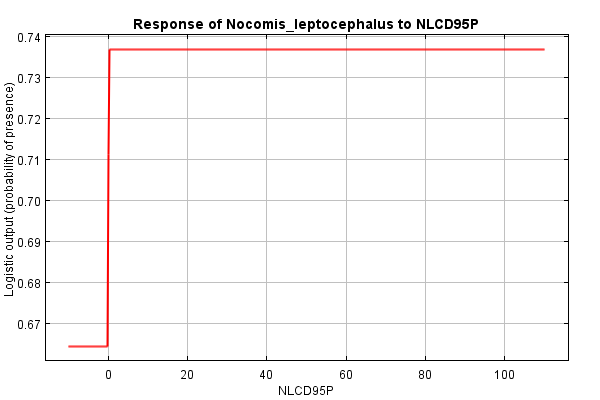 Response of Nocomis_leptocephalus to NLCD95P
Logistic output (probability of presence)
0.74
0.73
0.72
0.71
0.70
0.69
0.68
0.67
0 20 40 60 80 100
NLCD95P